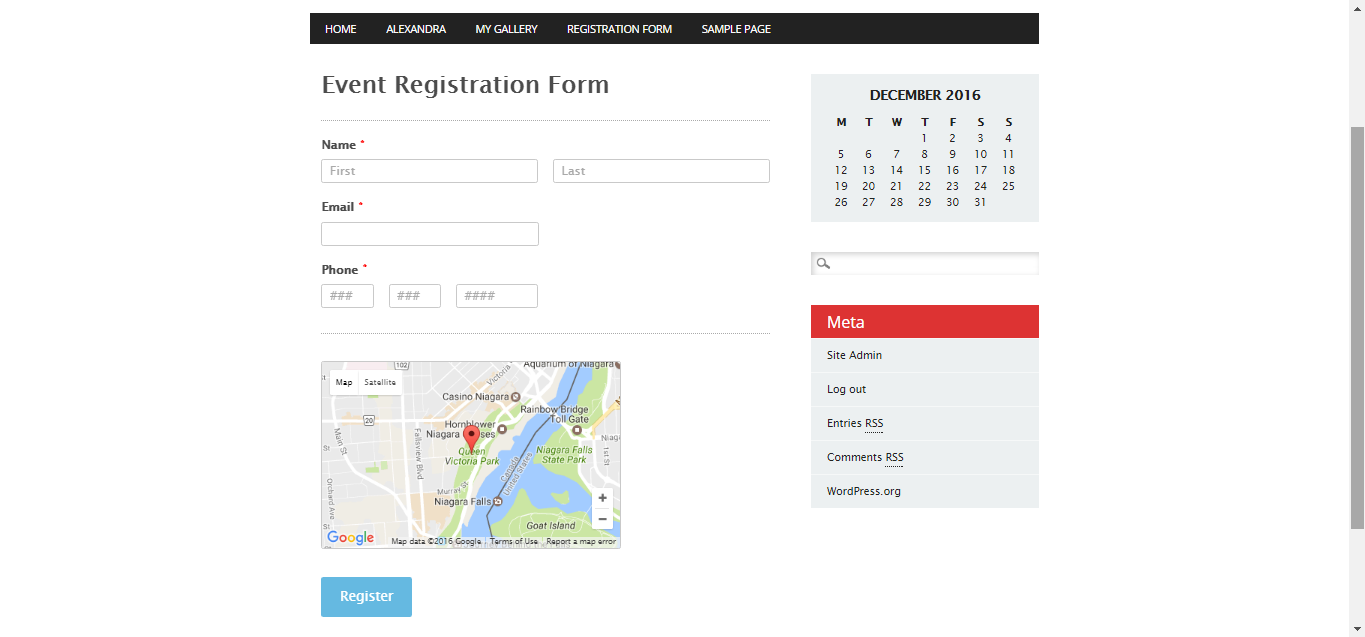 HOME ALEXANDRA MY GALLERY REGISTRATION FORM SAMPLE PAGE
Event Registration Form
Name *
First Last
Email *
Phone *
### ### ####
Map Satellite
102
Aquarium of Niagara
Victoria
Casino Niagara
Rainbow Bridge
Toll Gate
20
Hornblower
Niagara
Main St
Fallsview Blvd
Queen
Victoria Park
Canada
United States
Niagara Falls
State Park
1st St
Murray St
Niagara Falls
Orchard Ave
Goat Island
+
−
Google
Map data ©2016 Google Terms of Use Report a map error
Register
DECEMBER 2016
M T W T F S S
1 2 3 4
5 6 7 8 9 10 11
12 13 14 15 16 17 18
19 20 21 22 23 24 25
26 27 28 29 30 31
Meta
Site Admin
Log out
Entries RSS
Comments RSS
WordPress.org